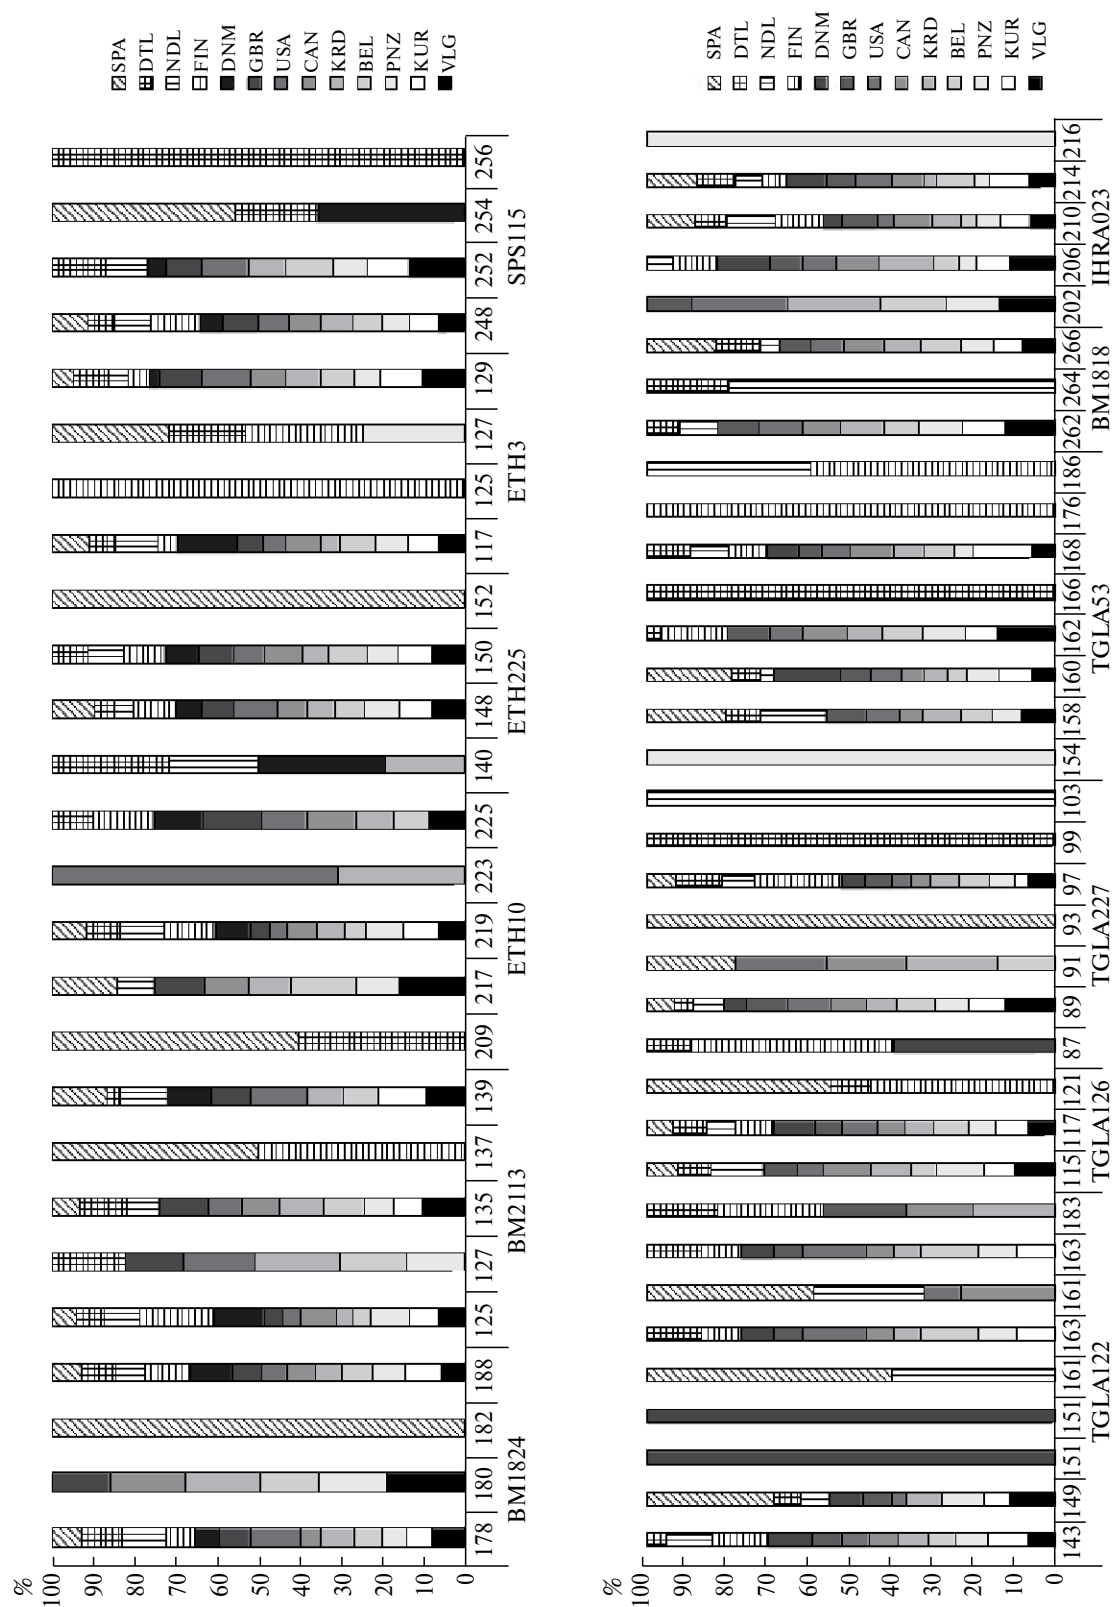 %
100
90
80
70
60
50
40
30
20
10
0
178 180 182 188 125 127 135 137 139 209 217 219 223 225 140 148 150 152 117 125 127 129 248 252 254 256
BM1824 BM2113 ETH10 ETH225 ETH3 SPS115
SPA
DTL
NDL
FIN
DNM
GBR
USA
CAN
KRD
BEL
PNZ
KUR
VLG
%
100
90
80
70
60
50
40
30
20
10
0
143 149 151 151 161 163 161 163 183 115 117 121 87 89 91 93 97 99 103 154 158 160 162 166 168 176 186 262 264 266 202 206 210 214 216
TGLA122 TGLA126 TGLA227 TGLA53 BM1818 IHRA023
SPA
DTL
NDL
FIN
DNM
GBR
USA
CAN
KRD
BEL
PNZ
KUR
VLG